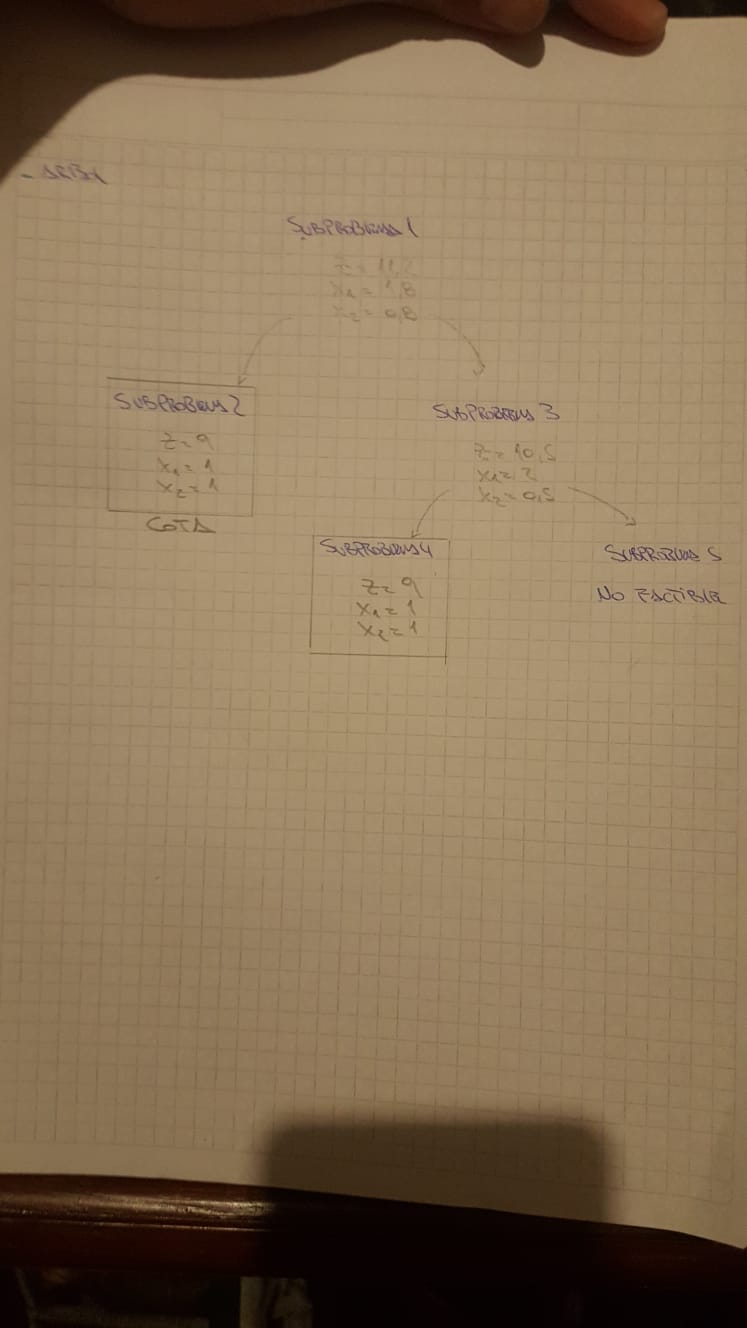 - ARBOL
SUBPROBLEMA 1
Z = 11,2
X1 = 1,8
X2 = 0,8
SUBPROBLEMA 2
Z = 9
X1 = 1
X2 = 1
COTA
SUBPROBLEMA 3
Z = 10,5
X1 = 2
X2 = 0,5
SUBPROBLEMA 4
Z = 9
X1 = 1
X2 = 1
SUBPROBLEMA 5
NO FACTIBLE